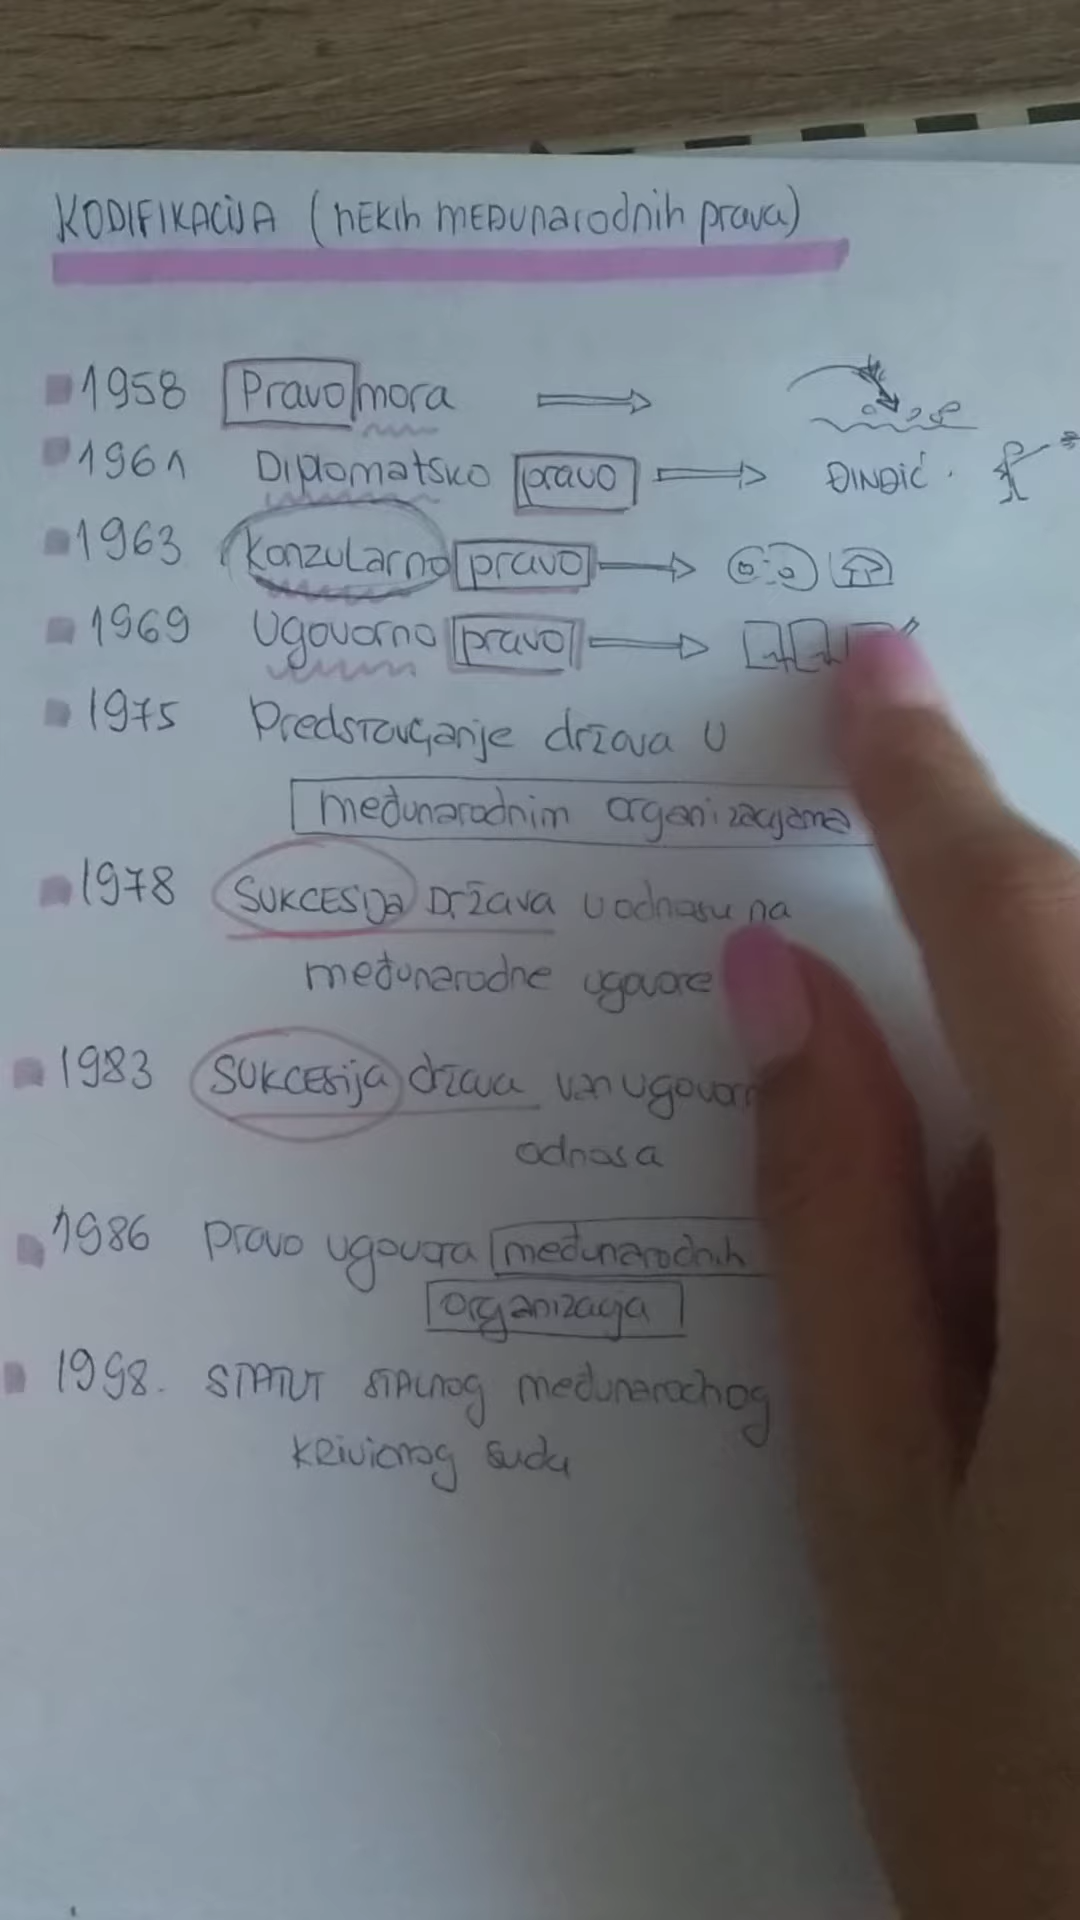 KODIFIKACIJA (nEKih MEĐUnarodnih prava)
1958 Pravo mora
1961 Diplomatsko pravo ĐINĐIĆ.
1963 Konzularno pravo
1969 Ugovorno pravo
1975 Predstavljanje država U
međunarodnim organizacijama
1978 SUKCESIJA DržAVA u odnosu na
međunarodne ugovore
1983 SUKCESija država
odnosa
1986 pravo ugovora međunarodnih
organizacija
1998. STATUT STALnog međunarodnog
KRivičnog suda